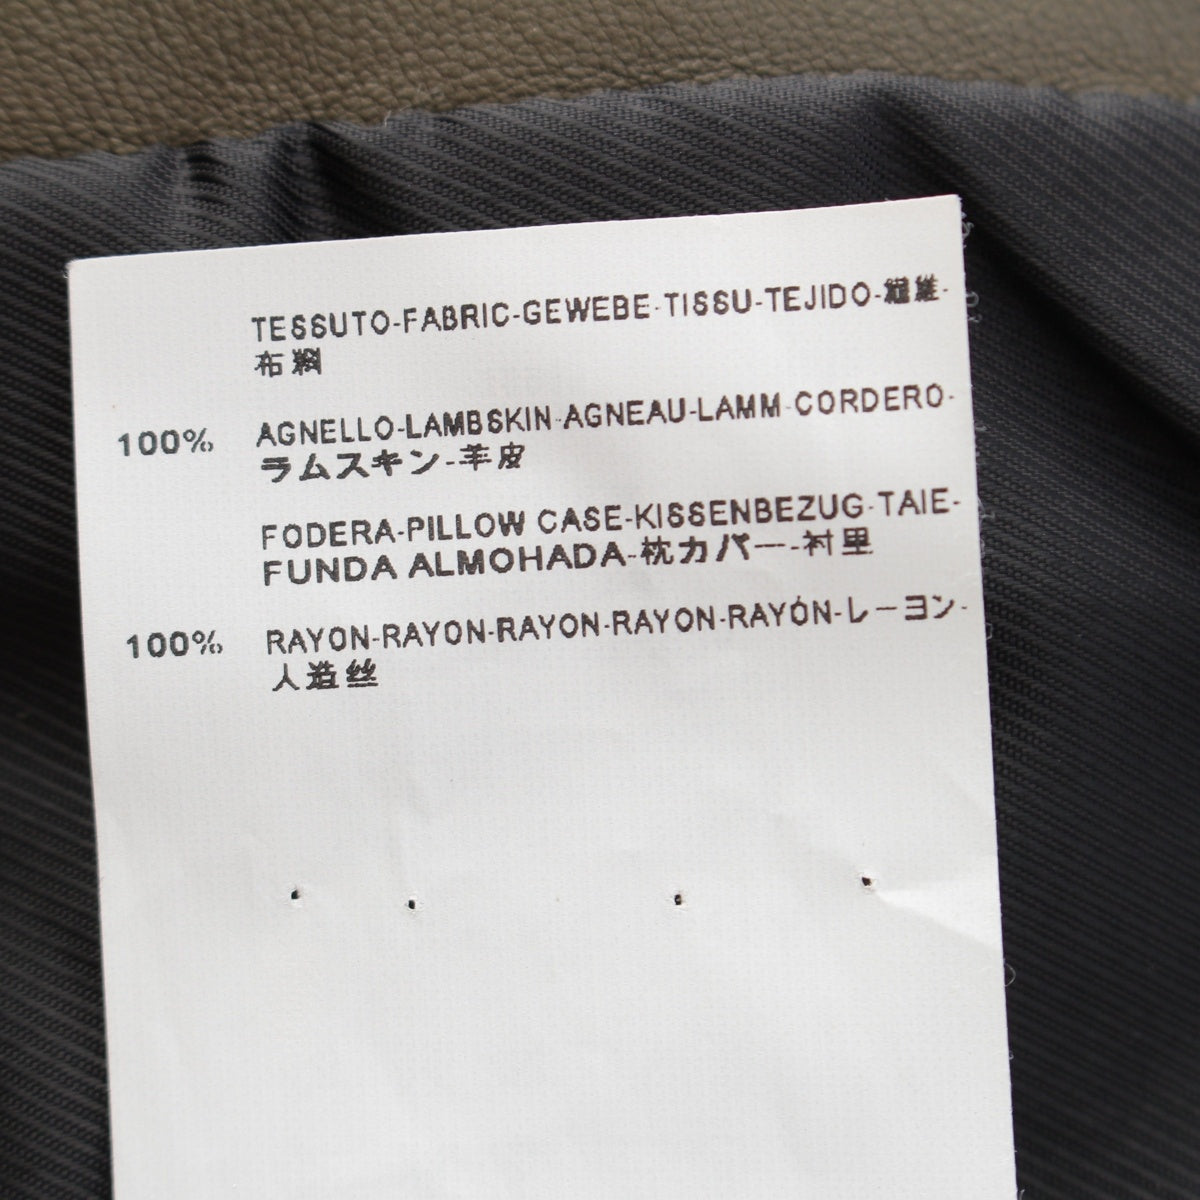 TESSUTO-FABRIC-GEWEBE-TISSU-TEJIDO-繊維-
布料
100% AGNELLO-LAMBSKIN-AGNEAU-LAMM-CORDERO-
ラムスキン-羊皮
FODERA-PILLOW CASE-KISSENBEZUG-TAIE-
FUNDA ALMOHADA-枕カバー-衬里
100% RAYON-RAYON-RAYON-RAYON-RAYÓN-レーヨン-
人造丝